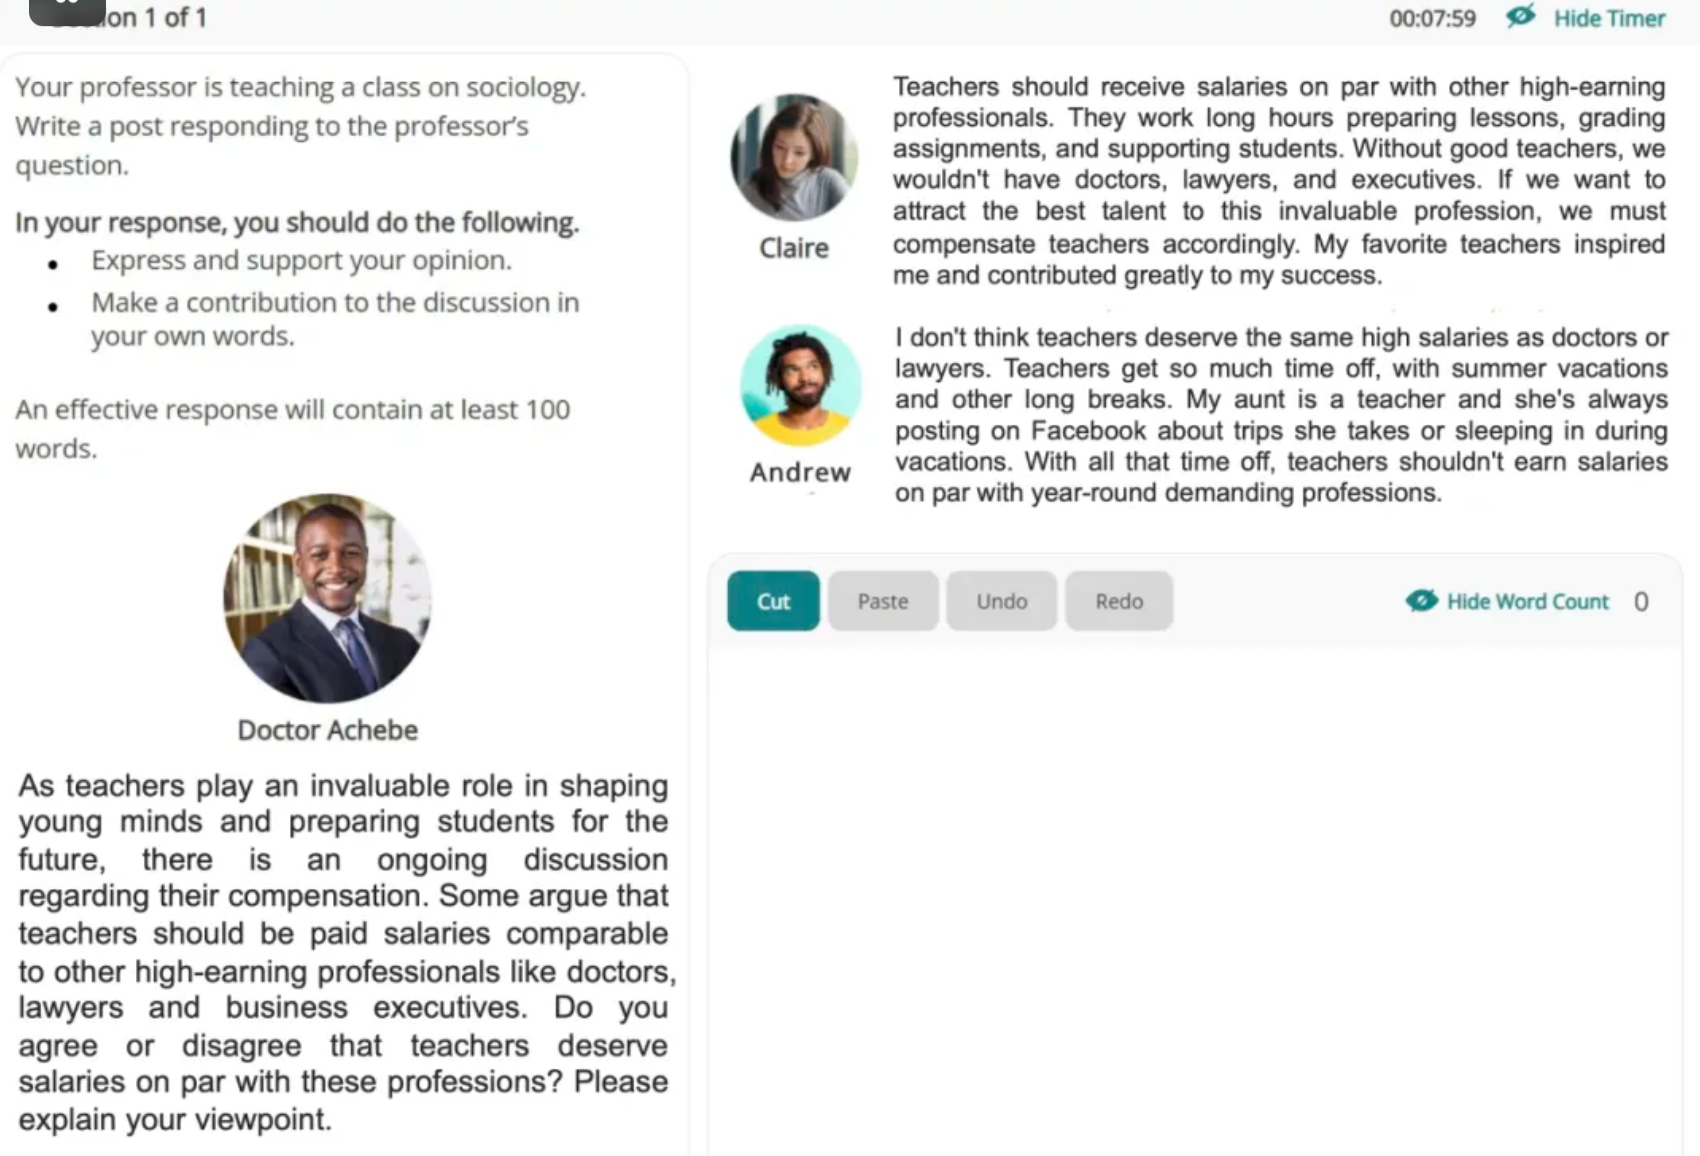 on 1 of 1
00:07:59
Hide Timer
Your professor is teaching a class on sociology.
Write a post responding to the professor's
question.
In your response, you should do the following.
• Express and support your opinion.
• Make a contribution to the discussion in
your own words.
An effective response will contain at least 100
words.
Doctor Achebe
As teachers play an invaluable role in shaping
young minds and preparing students for the
future, there is an ongoing discussion
regarding their compensation. Some argue that
teachers should be paid salaries comparable
to other high-earning professionals like doctors,
lawyers and business executives. Do you
agree or disagree that teachers deserve
salaries on par with these professions? Please
explain your viewpoint.
Claire
Teachers should receive salaries on par with other high-earning
professionals. They work long hours preparing lessons, grading
assignments, and supporting students. Without good teachers, we
wouldn't have doctors, lawyers, and executives. If we want to
attract the best talent to this invaluable profession, we must
compensate teachers accordingly. My favorite teachers inspired
me and contributed greatly to my success.
Andrew
I don't think teachers deserve the same high salaries as doctors or
lawyers. Teachers get so much time off, with summer vacations
and other long breaks. My aunt is a teacher and she's always
posting on Facebook about trips she takes or sleeping in during
vacations. With all that time off, teachers shouldn't earn salaries
on par with year-round demanding professions.
Cut
Paste
Undo
Redo
Hide Word Count 0